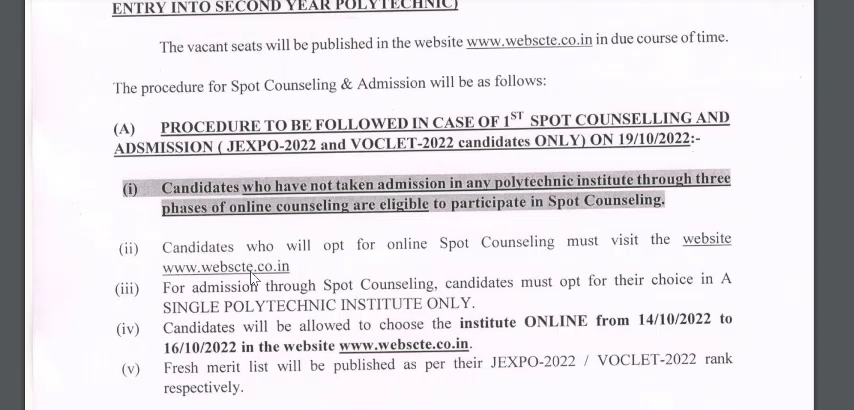 ENTRY INTO SECOND YEAR POLYTECHNIC)
The vacant seats will be published in the website www.webscte.co.in in due course of time.
The procedure for Spot Counseling & Admission will be as follows:
(A) PROCEDURE TO BE FOLLOWED IN CASE OF 1ST SPOT COUNSELLING AND
ADSMISSION ( JEXPO-2022 and VOCLET-2022 candidates ONLY) ON 19/10/2022:-
(i) Candidates who have not taken admission in any polytechnic institute through three
phases of online counseling are eligible to participate in Spot Counseling.
(ii) Candidates who will opt for online Spot Counseling must visit the website
www.webscte.co.in
(iii) For admission through Spot Counseling, candidates must opt for their choice in A
SINGLE POLYTECHNIC INSTITUTE ONLY.
(iv) Candidates will be allowed to choose the institute ONLINE from 14/10/2022 to
16/10/2022 in the website www.webscte.co.in.
(v) Fresh merit list will be published as per their JEXPO-2022 / VOCLET-2022 rank
respectively.